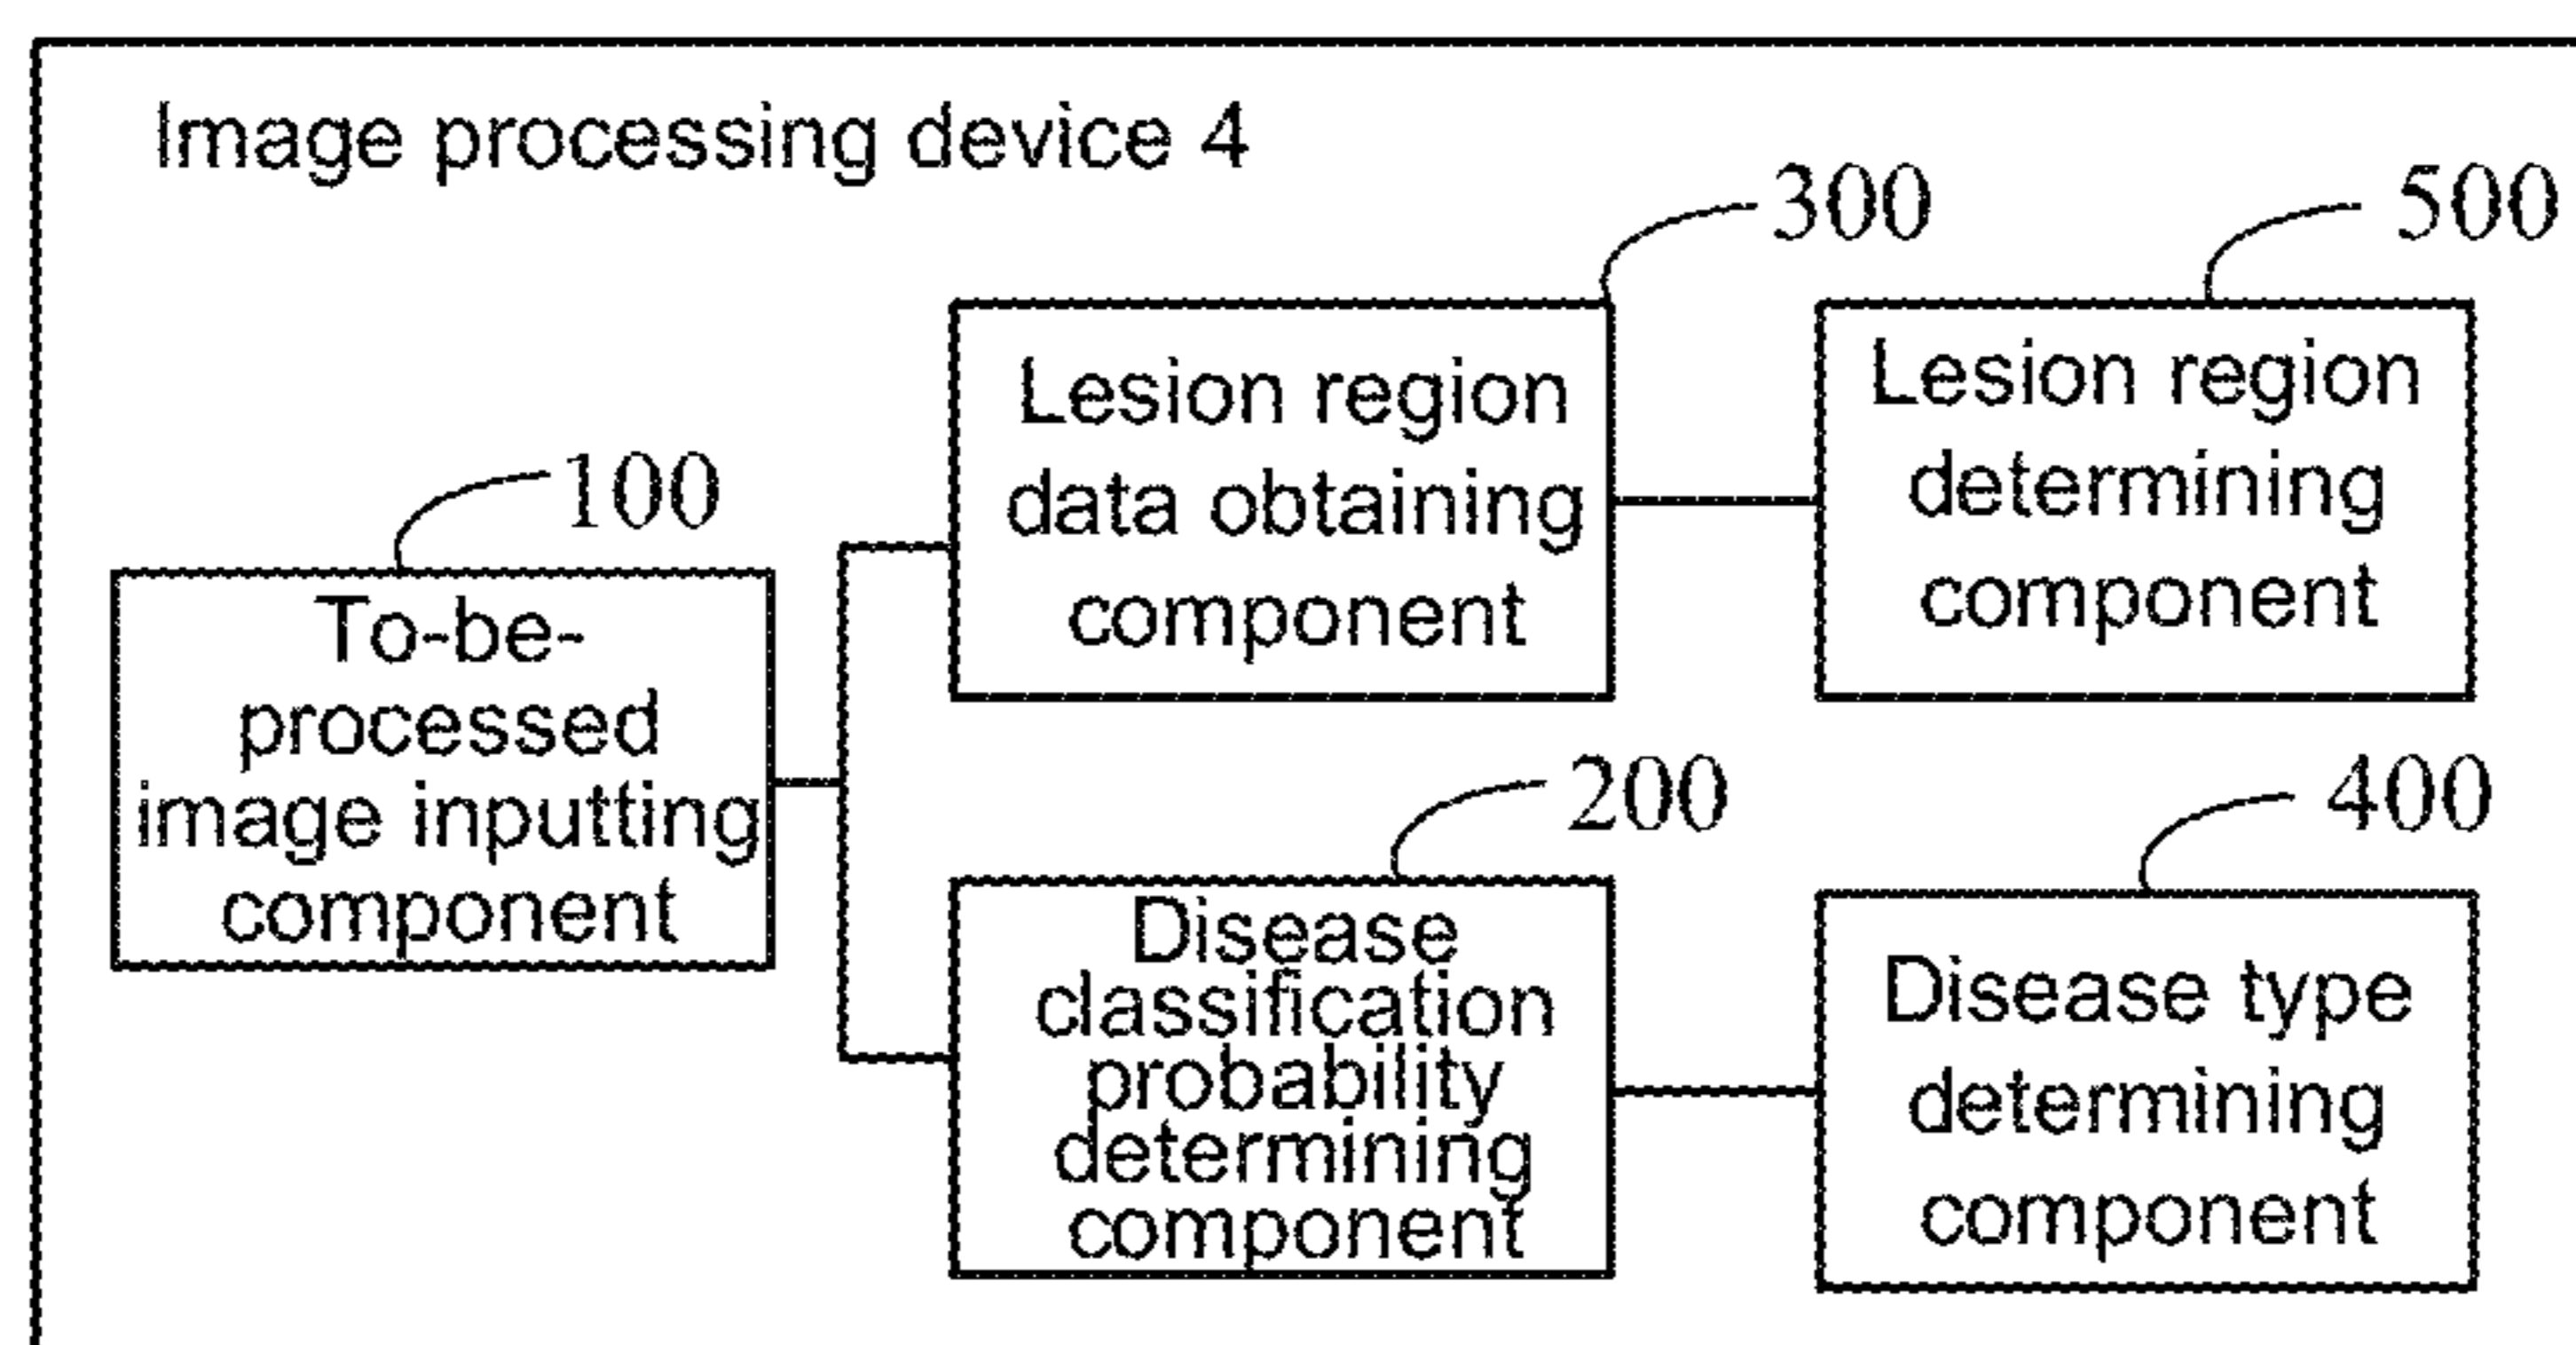 Image processing device 4
300
500
Lesion region
data obtaining
component
Lesion region
determining
component
100
To-be-
processed
image inputting
component
200
400
Disease
classification
probability
determining
component
Disease type
determining
component